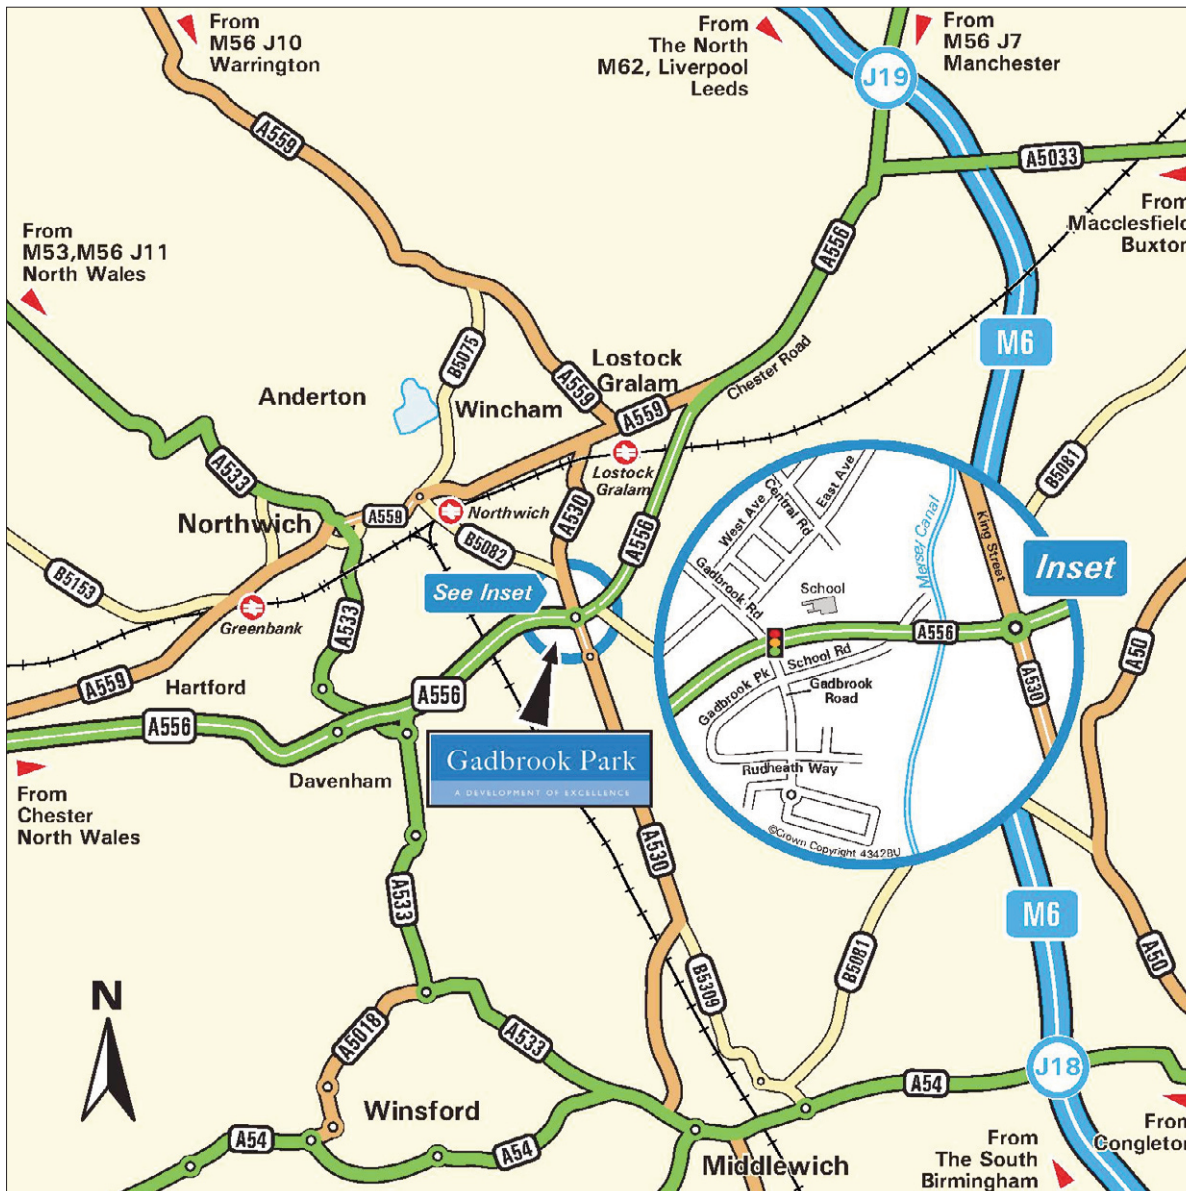 From
M56 J10
Warrington
From
The North
M62, Liverpool
Leeds
J19
From
M56 J7
Manchester
A559
A5033
From
Macclesfield
Buxton
From
M53,M56 J11
North Wales
A556
M6
B5075
Lostock
Gralam
A559
Chester Road
Anderton
Wincham
A559
A533
Lostock
Gralam
B5081
Northwich
A559
Northwich
A530
A556
B5082
B5153
Greenbank
A533
See Inset
East Ave
Central Rd
West Ave
Mersey Canal
King Street
Inset
Gadbrook Rd
School
A556
A50
A559
Hartford
A556
A556
School Rd
Gadbrook Pk
Gadbrook
Road
A530
Gadbrook Park
A DEVELOPMENT OF EXCELLENCE
Rudheath Way
Davenham
From
Chester
North Wales
©Crown Copyright 43428U
A530
A533
M6
A50
B5081
B5309
N
A5018
A533
J18
A54
Winsford
A54
A54
Middlewich
From
Congleton
From
The South
Birmingham